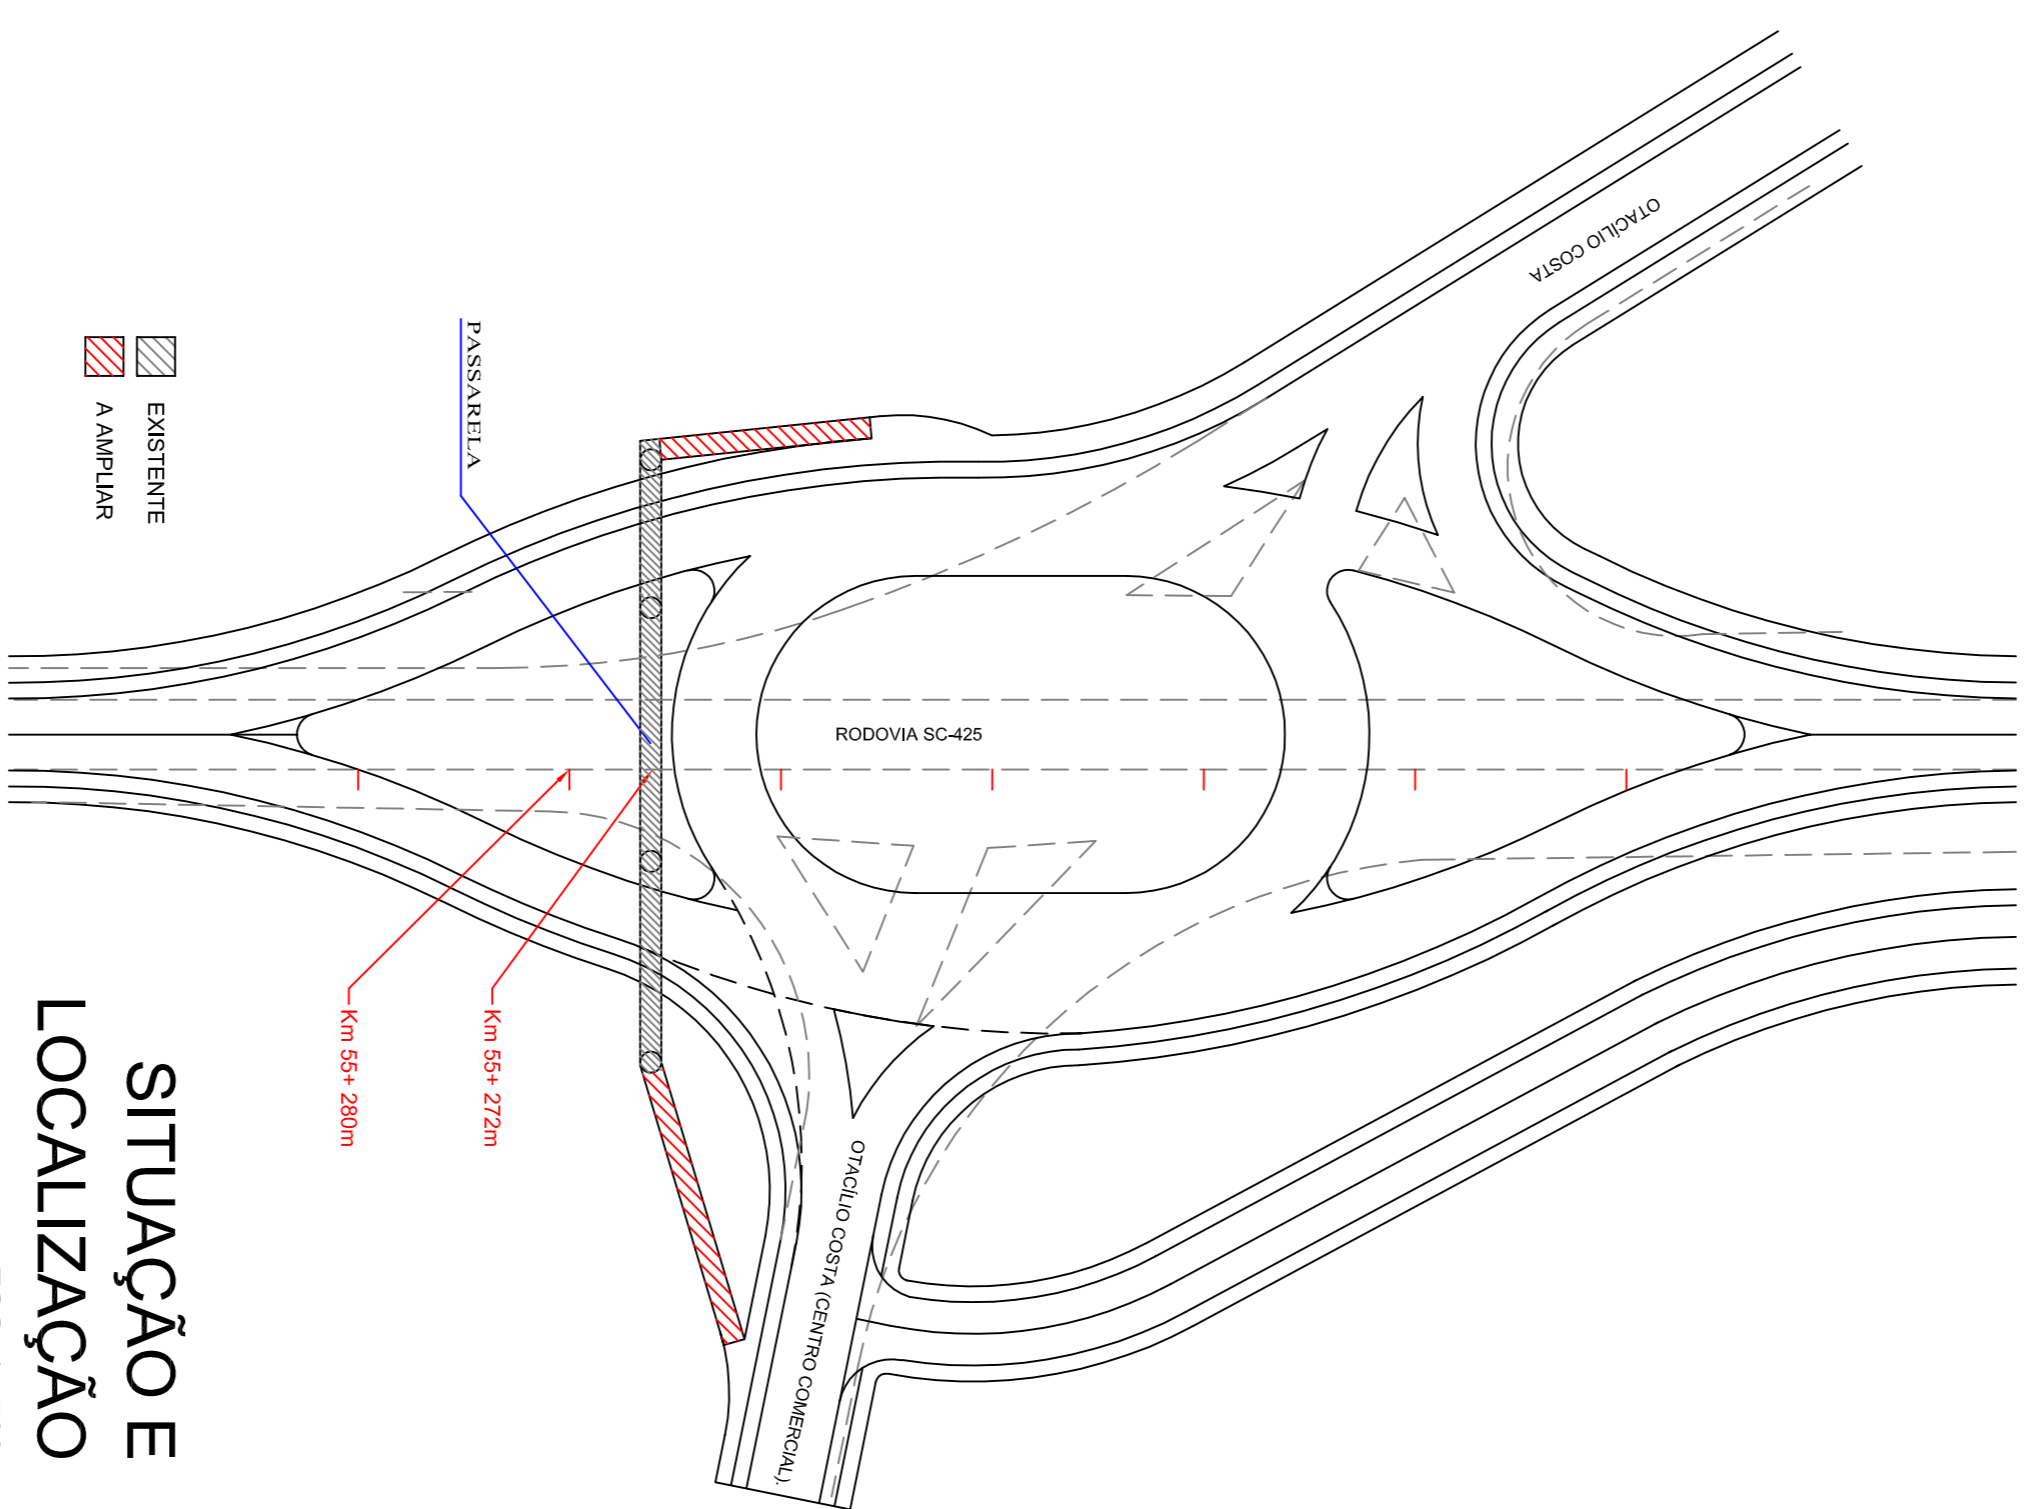 OTACÍLIO COSTA
PASSARELA
EXISTENTE
A AMPLIAR
RODOVIA SC-425
Km 55+ 272m
Km 55+ 280m
OTACÍLIO COSTA (CENTRO COMERCIAL).
SITUAÇÃO E
LOCALIZAÇÃO